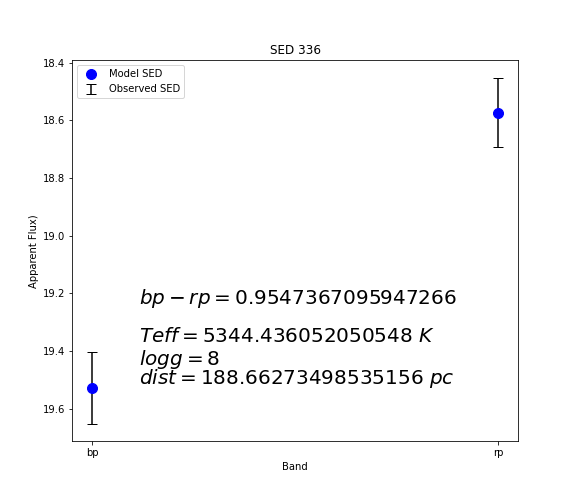 SED 336
Model SED
Observed SED
18.4
18.6
18.8
19.0
19.2
19.4
19.6
Apparent Flux)
bp − rp = 0.9547367095947266
Teff = 5344.436052050548 K
logg = 8
dist = 188.66273498535156 pc
bp
rp
Band